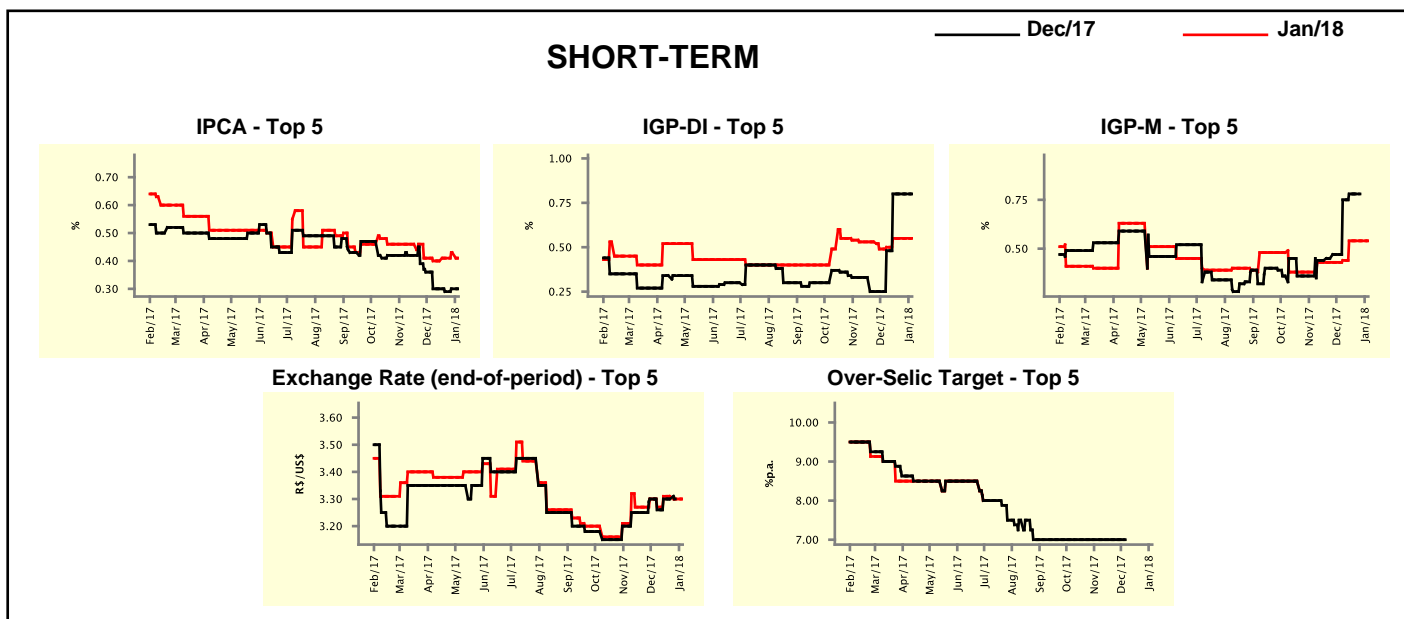 Dec/17 Jan/18
SHORT-TERM
IPCA - Top 5
0.70
0.60
0.50
0.40
0.30
%
Feb/17 Mar/17 Apr/17 May/17 Jun/17 Jul/17 Aug/17 Sep/17 Oct/17 Nov/17 Dec/17 Jan/18
IGP-DI - Top 5
1.00
0.75
0.50
0.25
%
Feb/17 Mar/17 Apr/17 May/17 Jun/17 Jul/17 Aug/17 Sep/17 Oct/17 Nov/17 Dec/17 Jan/18
IGP-M - Top 5
0.75
0.50
%
Feb/17 Mar/17 Apr/17 May/17 Jun/17 Jul/17 Aug/17 Sep/17 Oct/17 Nov/17 Dec/17 Jan/18
Exchange Rate (end-of-period) - Top 5
3.60
3.50
3.40
3.30
3.20
R$/US$
Feb/17 Mar/17 Apr/17 May/17 Jun/17 Jul/17 Aug/17 Sep/17 Oct/17 Nov/17 Dec/17 Jan/18
Over-Selic Target - Top 5
10.00
9.00
8.00
7.00
%p.a.
Feb/17 Mar/17 Apr/17 May/17 Jun/17 Jul/17 Aug/17 Sep/17 Oct/17 Nov/17 Dec/17 Jan/18